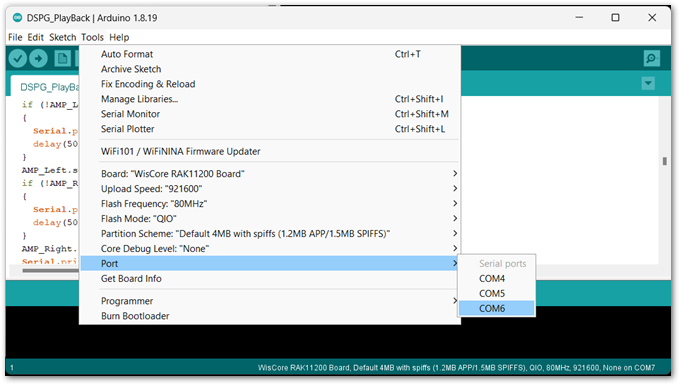 DSPG_PlayBack | Arduino 1.8.19
File Edit Sketch Tools Help
Auto Format Ctrl+T
Archive Sketch
Fix Encoding & Reload
Manage Libraries... Ctrl+Shift+I
Serial Monitor Ctrl+Shift+M
Serial Plotter Ctrl+Shift+L
WiFi101 / WiFiNINA Firmware Updater
Board: "WisCore RAK11200 Board"
Upload Speed: "921600"
Flash Frequency: "80MHz"
Flash Mode: "QIO"
Partition Scheme: "Default 4MB with spiffs (1.2MB APP/1.5MB SPIFFS)"
Core Debug Level: "None"
Port
Get Board Info
Programmer
Burn Bootloader
Serial ports
COM4
COM5
COM6
DSPG_PlayBa
if (!AMP_L
{
Serial.p
delay(50
}
AMP_Left.s
if (!AMP_R
{
Serial.p
delay(50
}
AMP_Right.
Serial.pri
1 WisCore RAK11200 Board, Default 4MB with spiffs (1.2MB APP/1.5MB SPIFFS), QIO, 80MHz, 921600, None on COM7